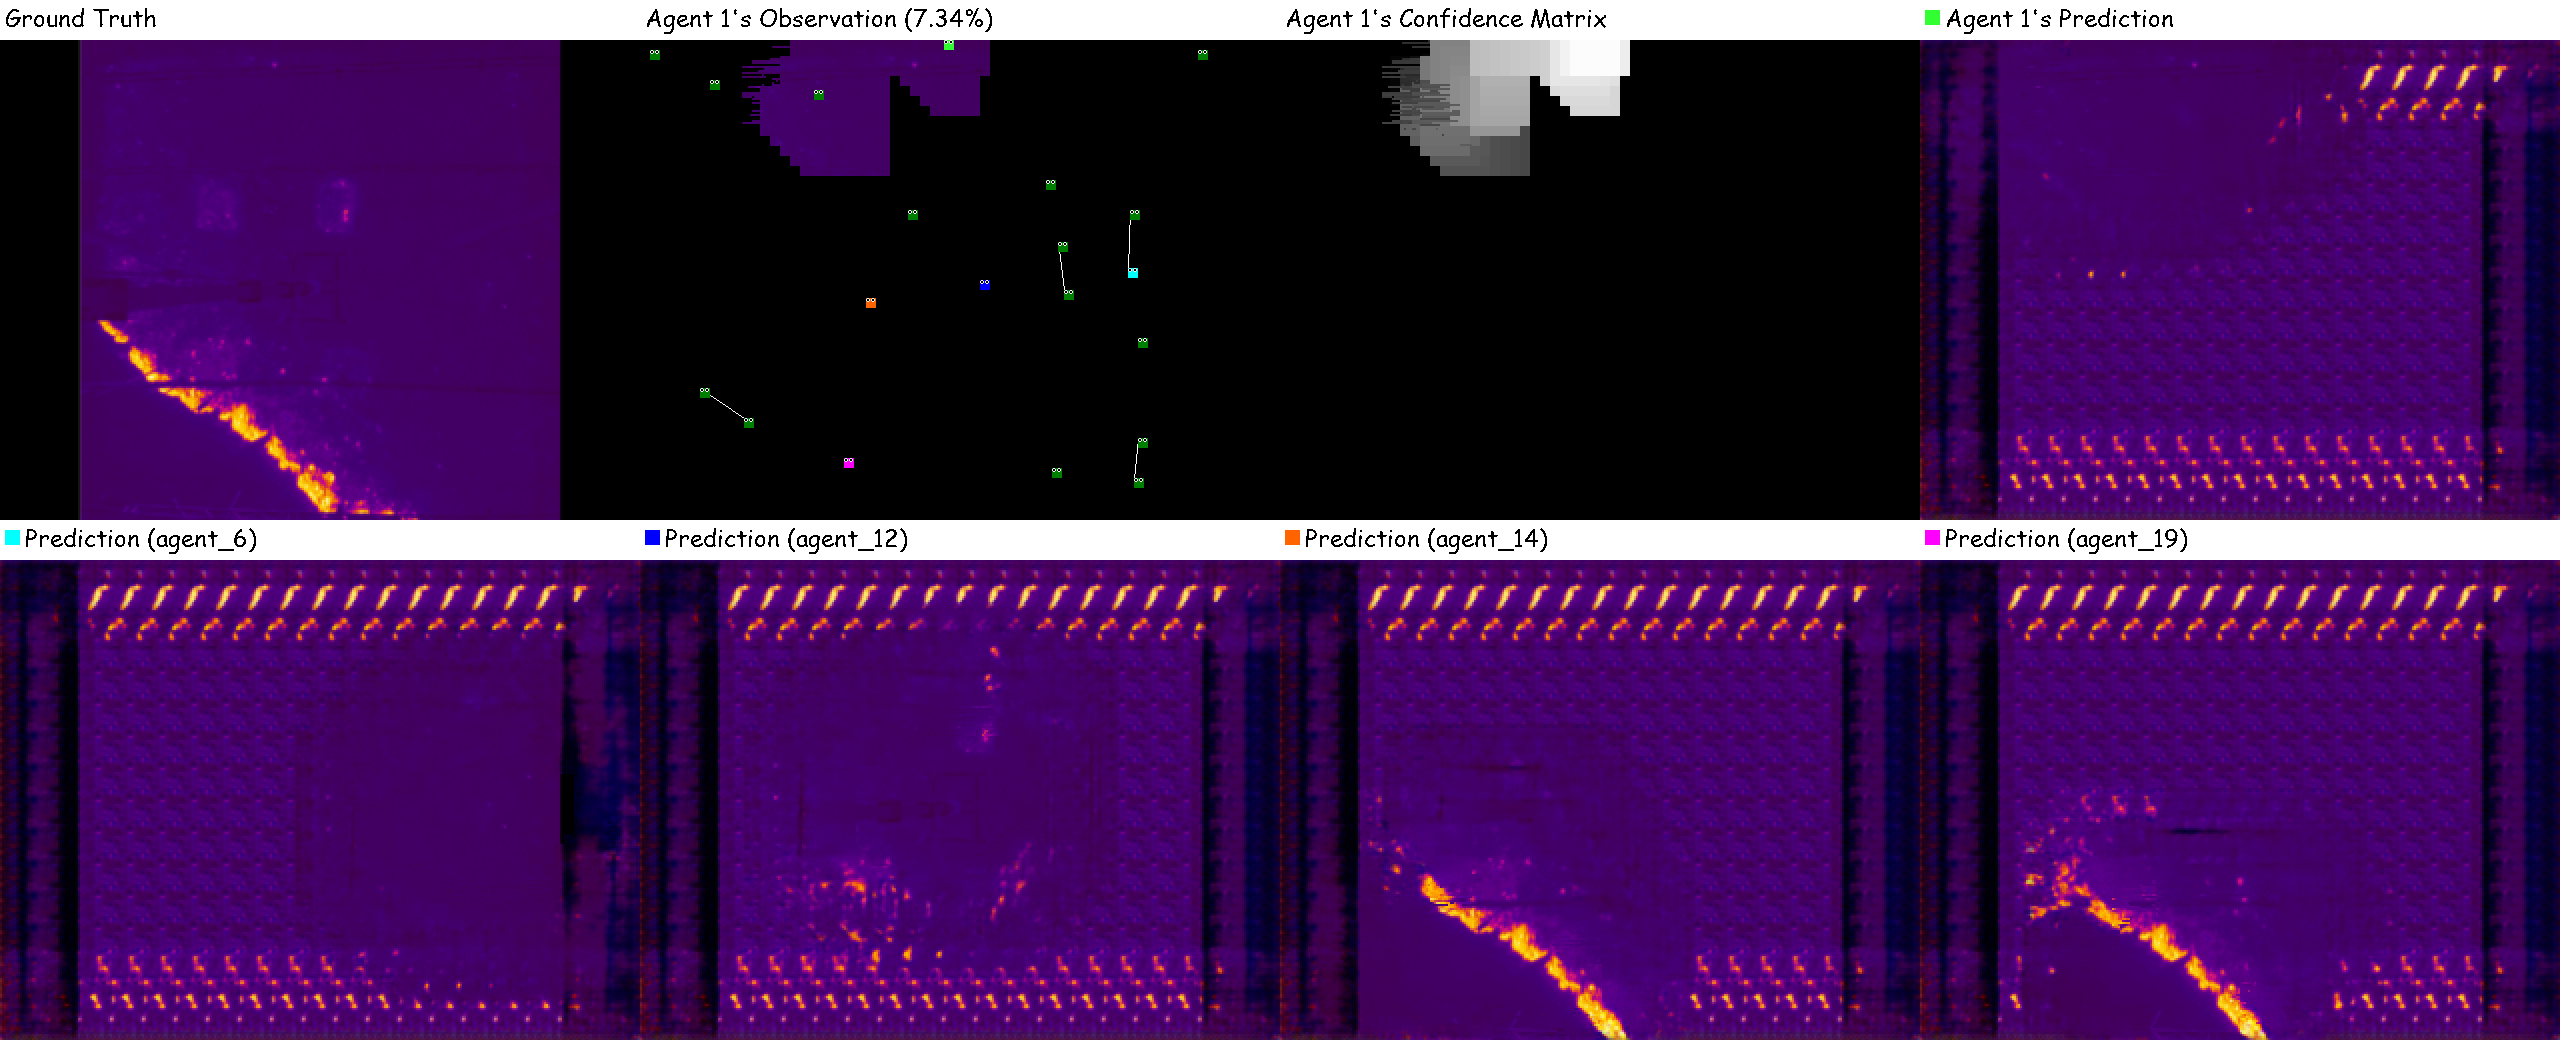 Ground Truth
Agent 1's Observation (7.34%)
Agent 1's Confidence Matrix
Agent 1's Prediction
Prediction (agent_6)
Prediction (agent_12)
Prediction (agent_14)
Prediction (agent_19)